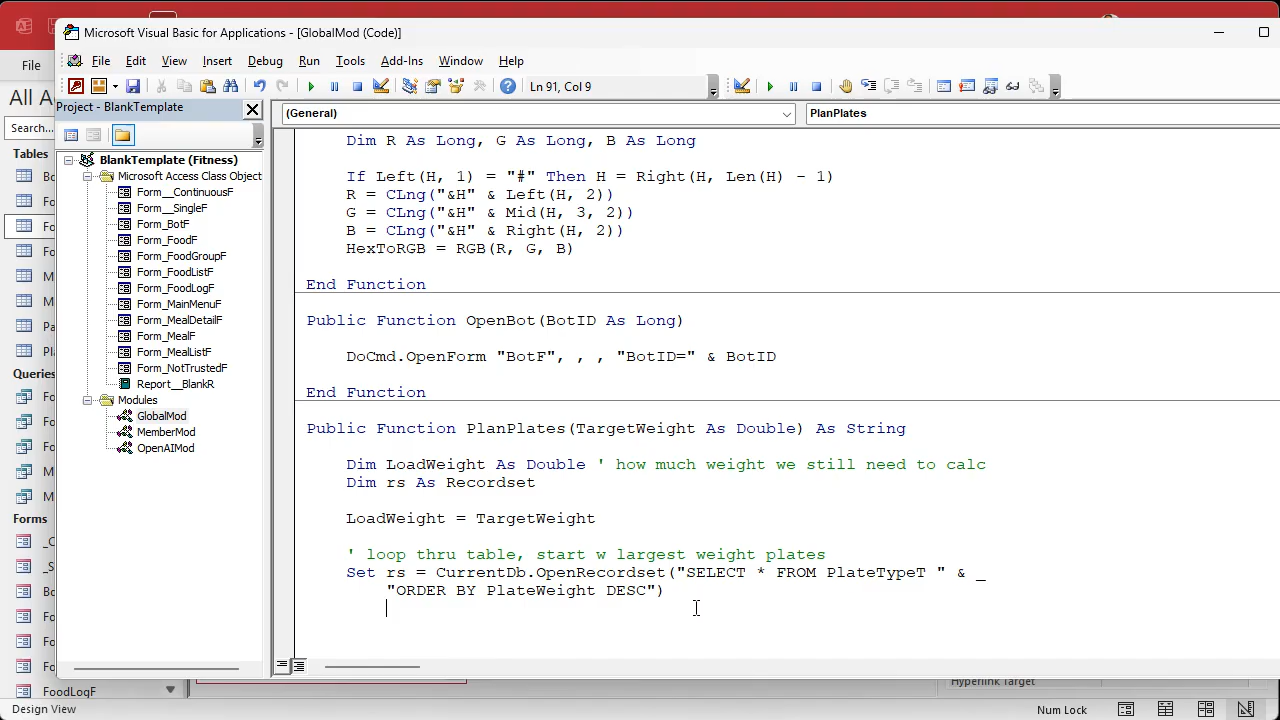 Microsoft Visual Basic for Applications - [GlobalMod (Code)]
File
File Edit View Insert Debug Run Tools Add-Ins Window Help
Ln 91, Col 9
All A
Project - BlankTemplate
(General)
PlanPlates
Search...
Tables
Queries
Forms
FoodLogF
BlankTemplate (Fitness)
Microsoft Access Class Object
Form__ContinuousF
Form__SingleF
Form_BotF
Form_FoodF
Form_FoodGroupF
Form_FoodListF
Form_FoodLogF
Form_MainMenuF
Form_MealDetailF
Form_MealF
Form_MealListF
Form_NotTrustedF
Report__BlankR
Modules
GlobalMod
MemberMod
OpenAIMod
Dim R As Long, G As Long, B As Long
If Left(H, 1) = "#" Then H = Right(H, Len(H) - 1)
R = CLng("&H" & Left(H, 2))
G = CLng("&H" & Mid(H, 3, 2))
B = CLng("&H" & Right(H, 2))
HexToRGB = RGB(R, G, B)
End Function
Public Function OpenBot(BotID As Long)
DoCmd.OpenForm "BotF", , , "BotID=" & BotID
End Function
Public Function PlanPlates(TargetWeight As Double) As String
Dim LoadWeight As Double ' how much weight we still need to calc
Dim rs As Recordset
LoadWeight = TargetWeight
' loop thru table, start w largest weight plates
Set rs = CurrentDb.OpenRecordset("SELECT * FROM PlateTypeT " & _
"ORDER BY PlateWeight DESC")
Hyperlink Target
Design View
Num Lock